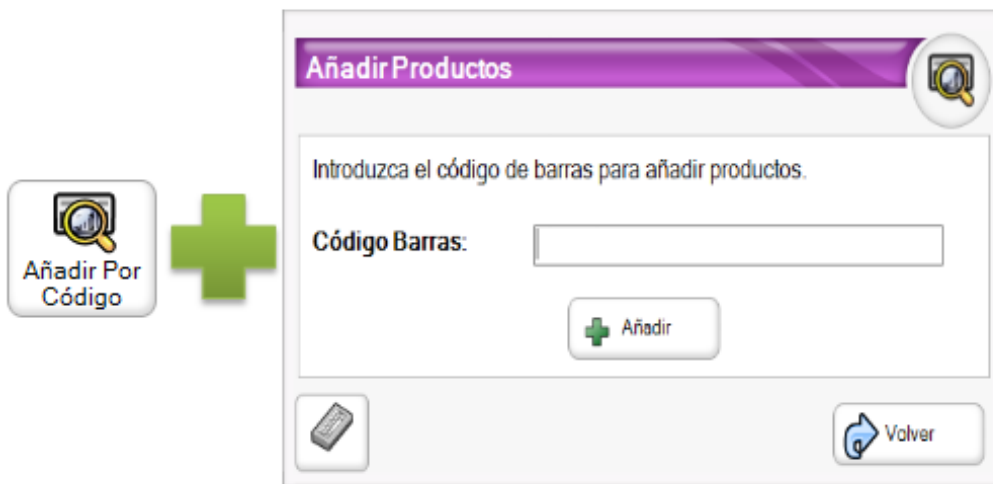 Añadir Productos
Introduzca el código de barras para añadir productos.
Código Barras:
Añadir Por
Código
Añadir
Volver